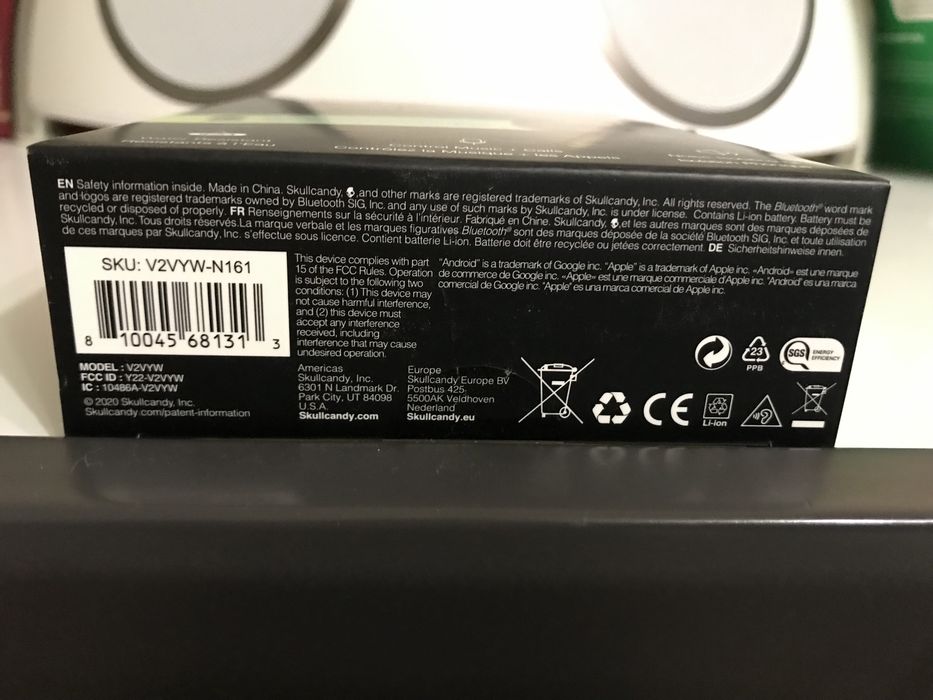 Water Resistant
Résistants à l'Eau
Control Music + Calls
les Appels
EN Safety information inside. Made in China. Skullcandy, and other marks are registered trademarks of Skullcandy, Inc. All rights reserved. The Bluetooth® word mark
and·logos are registered trademarks owned by Bluetooth SIG, Inc. and any use of such marks by Skullcandy, Inc. is under license. Contains Li-ion battery. Battery must be
recycled or disposed of properly. FR Renseignements sur la sécurité à l'intérieur. Fabriqué en Chine. Skullcandy, et les autres marques sont des marques déposées de
Skullcandy, Inc. Tous droits réservés.La marque verbale et les marques figuratives Bluetooth® sont des marques déposée de la société Bluetooth SIG, Inc. et toute utilisation
de ces marques par Skullcandy, Inc. s'effectue sous licence. Contient batterie Li-ion. Batterie doit être recyclée ou jetées correctement. DE Sicherheitshinweise innen.
SKU: V2VYW-N161
8 10045 68131 3
This device complies with part
15 of the FCC Rules. Operation
is subject to the following two
conditions: (1) This device may
not cause harmful interference,
and (2) this device must
accept any interference
received, including
interference that may cause
undesired operation.
"Android" is a trademark of Google inc. "Apple" is a trademark of Apple inc. «Android» est une marque
de commerce de Google inc. «Apple» est une marque commerciale d'Apple inc. "Android" es una marca
comercial de Google inc. "Apple" es una marca comercial de Apple inc.
MODEL : V2VYW
FCC ID : Y22-V2VYW
IC : 10486A-V2VYW
© 2020 Skullcandy, Inc.
Skullcandy.com/patent-information
Americas
Skullcandy, Inc.
6301 N Landmark Dr.
Park City, UT 84098
U.S.A.
Skullcandy.com
Europe
Skullcandy Europe BV
Postbus 425
5500AK Veldhoven
Nederland
Skullcandy.eu
23
PPB
SGS ENERGY
EFFICIENCY
CE
Li-ion